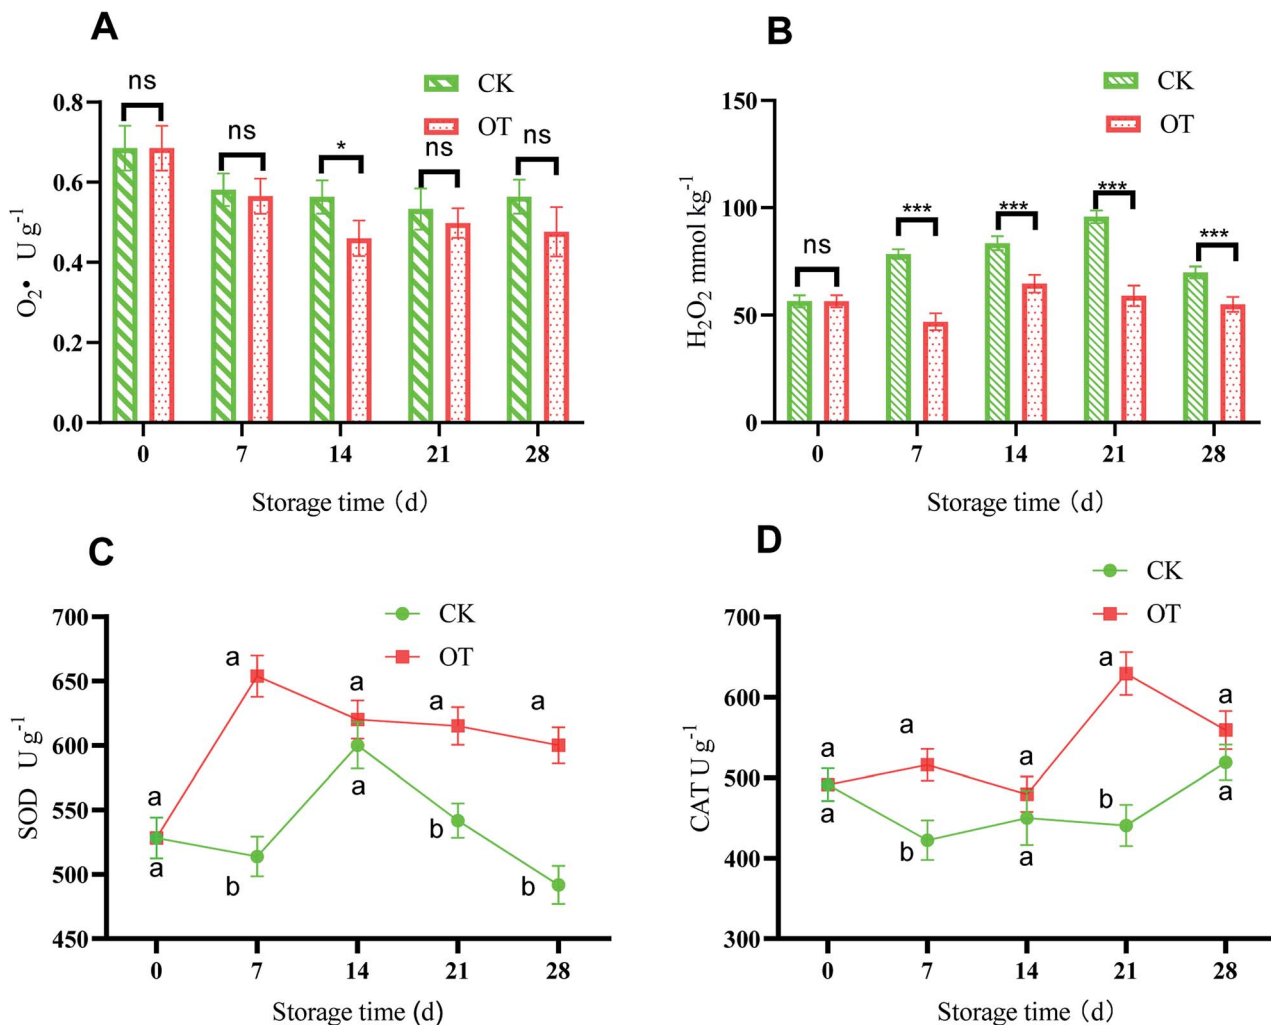 A
ns
ns
*
ns
ns
CK
OT
0.8
0.6
0.4
0.2
0.0
O₂• U g⁻¹
0 7 14 21 28
Storage time (d)
B
CK
OT
ns
***
***
***
***
150
100
50
0
H₂O₂ mmol kg⁻¹
0 7 14 21 28
Storage time (d)
C
CK
OT
700
650
600
550
500
450
SOD U g⁻¹
a a a a a
a b a b b
0 7 14 21 28
Storage time (d)
D
CK
OT
700
600
500
400
300
CAT U g⁻¹
a a a a a
a b a b a
0 7 14 21 28
Storage time (d)